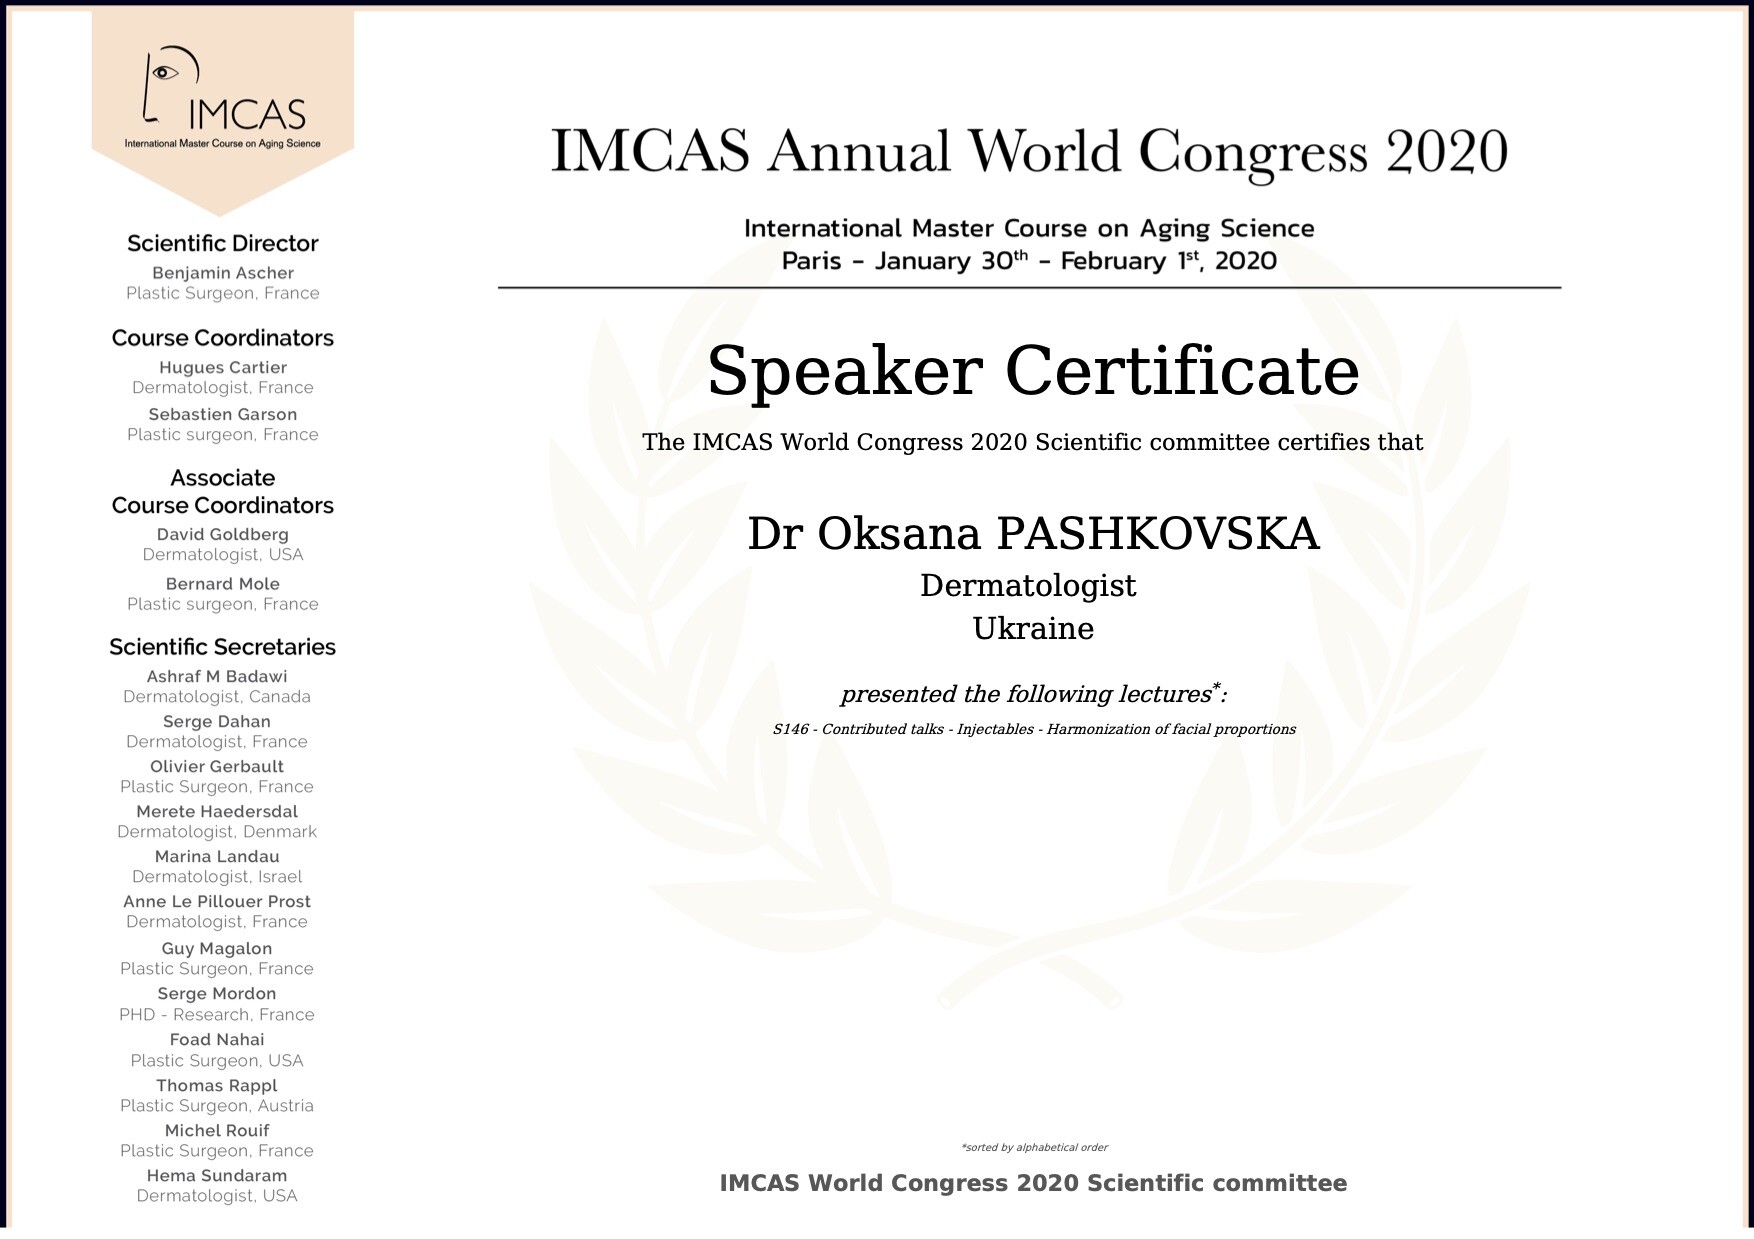 IMCAS
International Master Course on Aging Science
Scientific Director
Benjamin Ascher
Plastic Surgeon, France
Course Coordinators
Hugues Cartier
Dermatologist, France
Sebastien Garson
Plastic surgeon, France
Associate
Course Coordinators
David Goldberg
Dermatologist, USA
Bernard Mole
Plastic surgeon, France
Scientific Secretaries
Ashraf M Badawi
Dermatologist, Canada
Serge Dahan
Dermatologist, France
Olivier Gerbault
Plastic Surgeon, France
Merete Haedersdal
Dermatologist, Denmark
Marina Landau
Dermatologist, Israel
Anne Le Pillouer Prost
Dermatologist, France
Guy Magalon
Plastic Surgeon, France
Serge Mordon
PHD - Research, France
Foad Nahai
Plastic Surgeon, USA
Thomas Rappl
Plastic Surgeon, Austria
Michel Rouif
Plastic Surgeon, France
Hema Sundaram
Dermatologist, USA
IMCAS Annual World Congress 2020
International Master Course on Aging Science
Paris - January 30th - February 1st, 2020
Speaker Certificate
The IMCAS World Congress 2020 Scientific committee certifies that
Dr Oksana PASHKOVSKA
Dermatologist
Ukraine
presented the following lectures*:
S146 - Contributed talks - Injectables - Harmonization of facial proportions
*sorted by alphabetical order
IMCAS World Congress 2020 Scientific committee